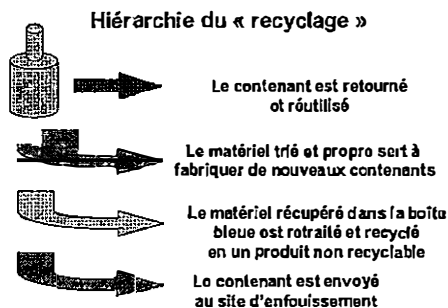 Hiérarchie du « recyclage »
Le contenant est retourné
et réutilisé
Le matériel trié et propre sert à
fabriquer de nouveaux contenants
Le matériel récupéré dans la boîte
bleue est retraité et recyclé
en un produit non recyclable
Le contenant est envoyé
au site d'enfouissement